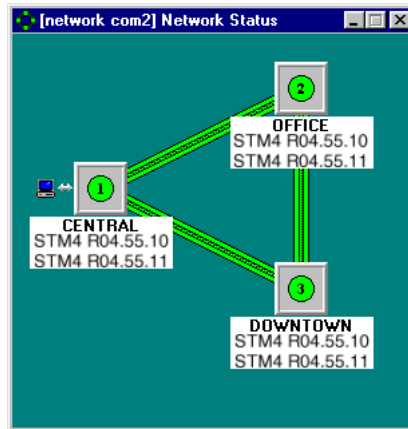 [network com2] Network Status
2
OFFICE
STM4 R04.55.10
STM4 R04.55.11
1
CENTRAL
STM4 R04.55.10
STM4 R04.55.11
3
DOWNTOWN
STM4 R04.55.10
STM4 R04.55.11